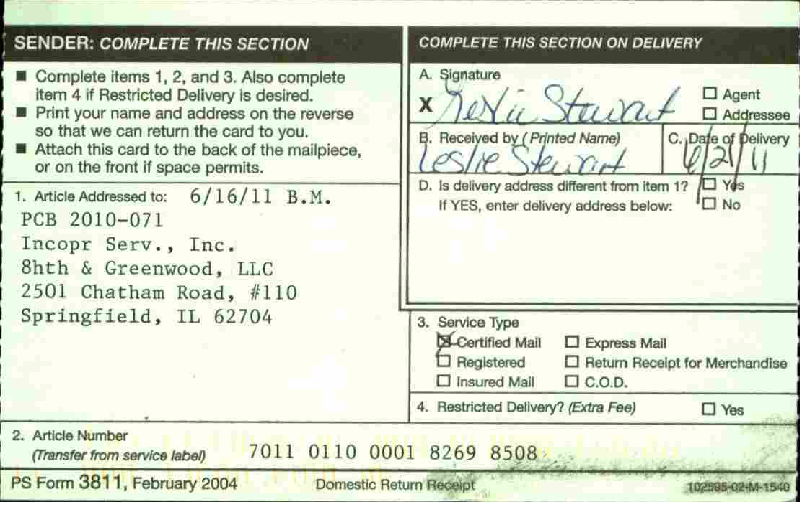 SENDER: COMPLETE THIS SECTION
■ Complete items 1, 2, and 3. Also complete
item 4 if Restricted Delivery is desired.
■ Print your name and address on the reverse
so that we can return the card to you.
■ Attach this card to the back of the mailpiece,
or on the front if space permits.
1. Article Addressed to: 6/16/11 B.M.
PCB 2010-071
Incopr Serv., Inc.
8hth & Greenwood, LLC
2501 Chatham Road, #110
Springfield, IL 62704
2. Article Number
(Transfer from service label) 7011 0110 0001 8269 8508
PS Form 3811, February 2004 Domestic Return Receipt 102595-02-M-1540
COMPLETE THIS SECTION ON DELIVERY
A. Signature
X Leslie Stewart
☐ Agent
☐ Addressee
B. Received by (Printed Name) C. Date of Delivery
Leslie Stewart 6/21/11
D. Is delivery address different from item 1? ☐ Yes
If YES, enter delivery address below: ☐ No
3. Service Type
☒ Certified Mail ☐ Express Mail
☐ Registered ☐ Return Receipt for Merchandise
☐ Insured Mail ☐ C.O.D.
4. Restricted Delivery? (Extra Fee) ☐ Yes